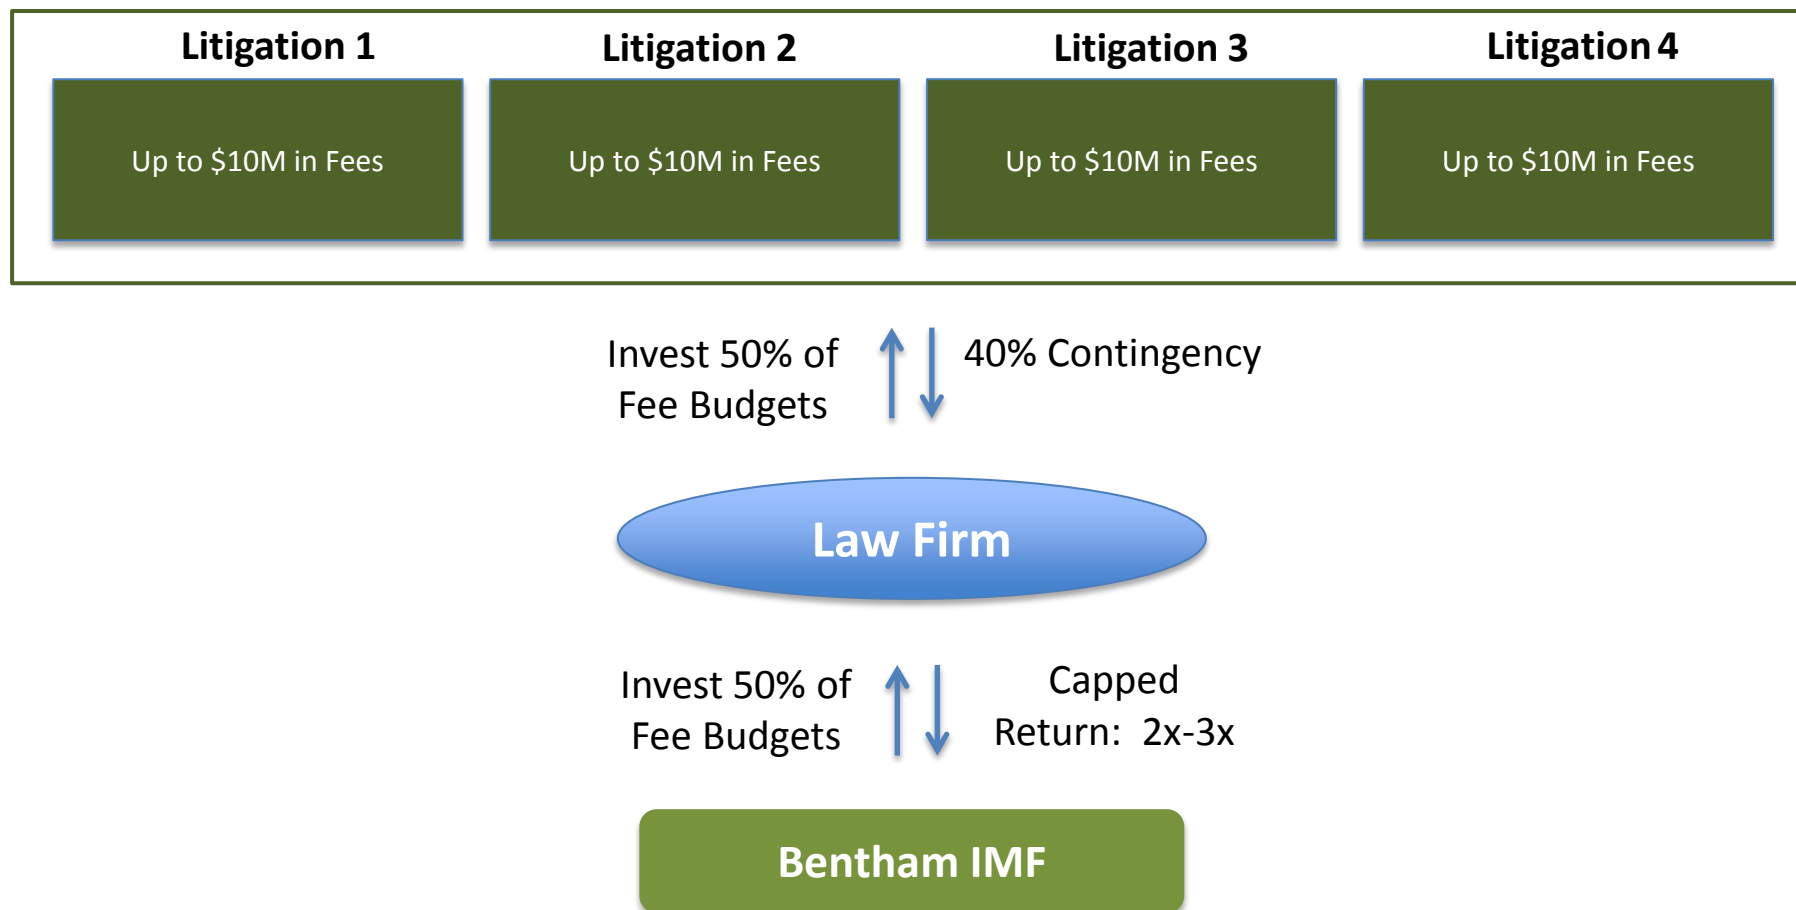 Litigation 1
Litigation 2
Litigation 3
Litigation 4
Up to $10M in Fees
Up to $10M in Fees
Up to $10M in Fees
Up to $10M in Fees
Invest 50% of
Fee Budgets
40% Contingency
Law Firm
Invest 50% of
Fee Budgets
Capped
Return: 2x-3x
Bentham IMF